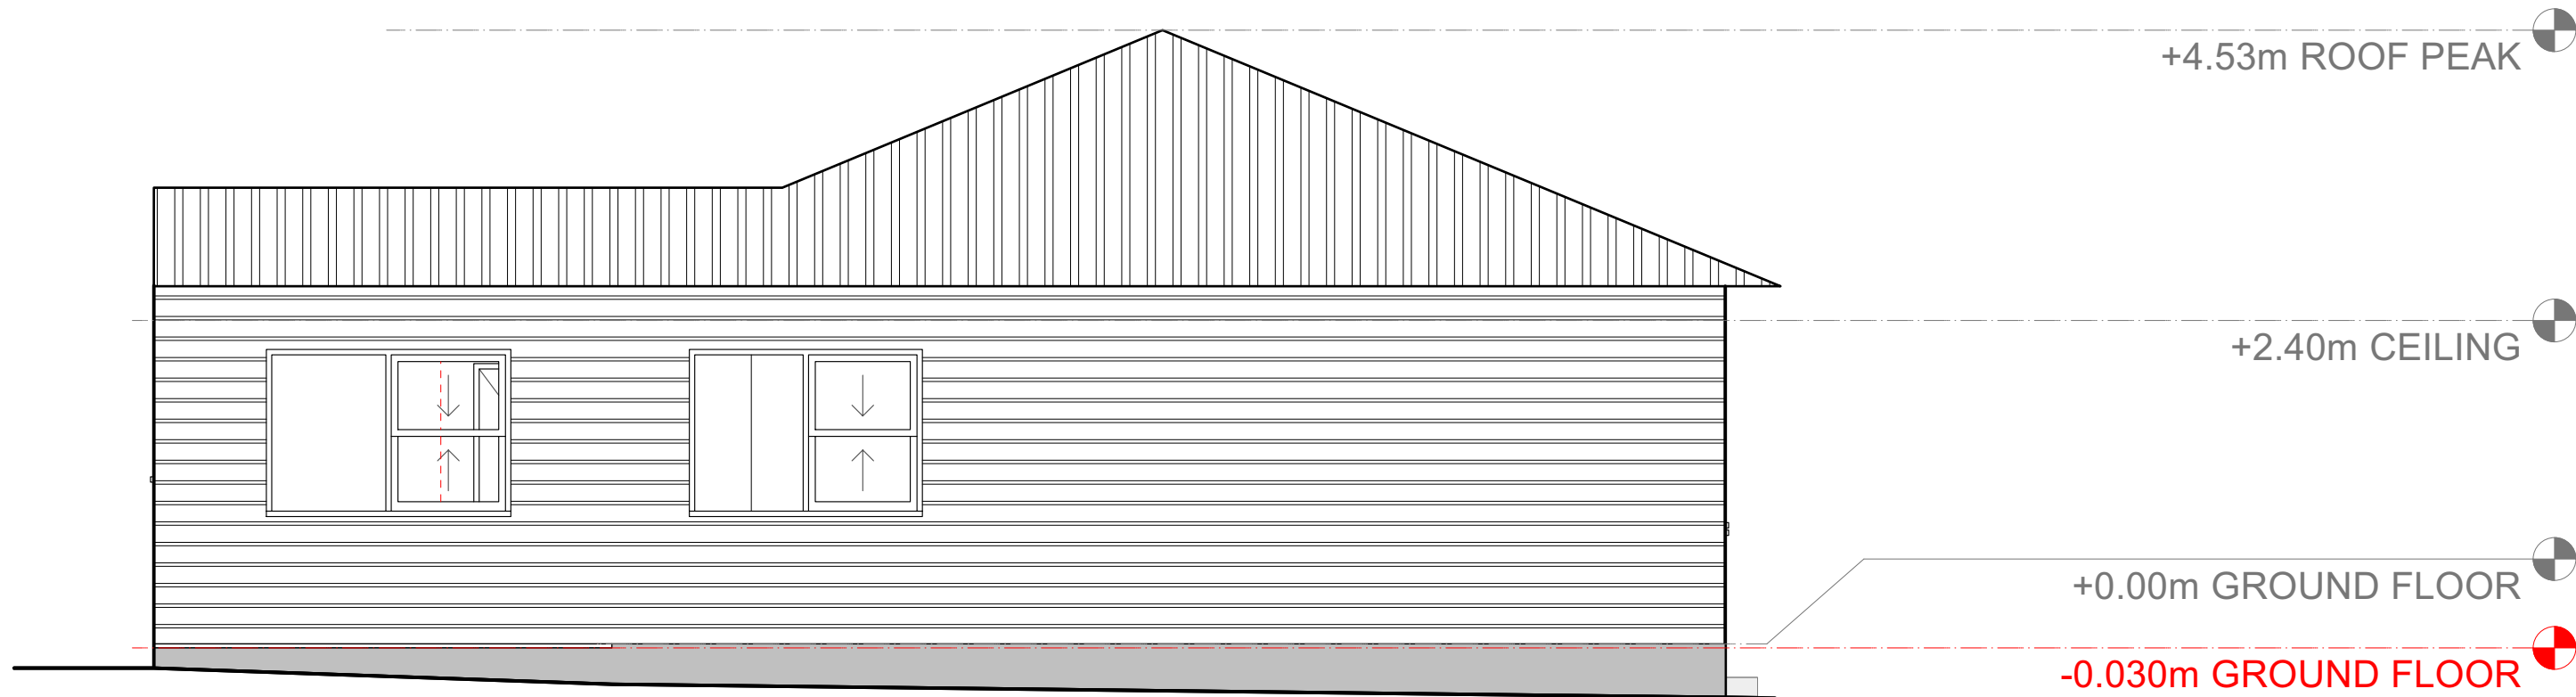 +4.53m ROOF PEAK
+2.40m CEILING
+0.00m GROUND FLOOR
-0.030m GROUND FLOOR